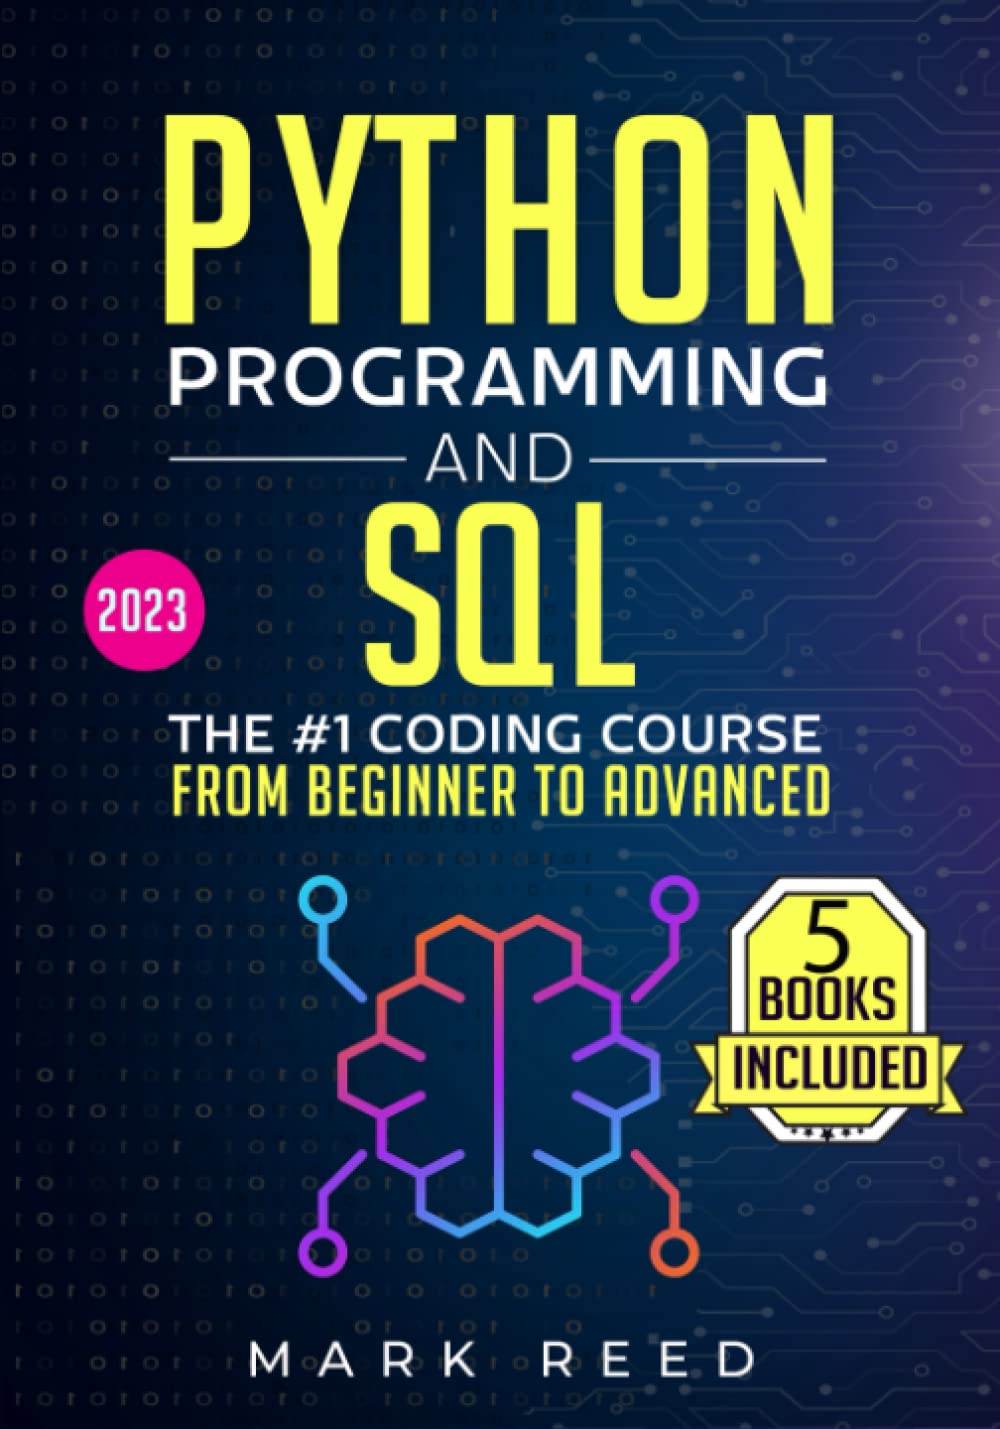 PYTHON
PROGRAMMING
AND
SQL
2023
THE #1 CODING COURSE
FROM BEGINNER TO ADVANCED
5
BOOKS
INCLUDED
MARK REED